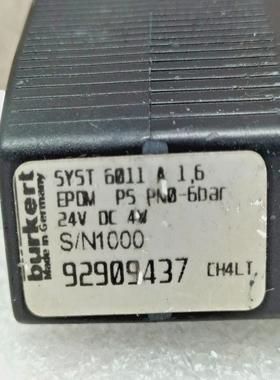 burkert
Made in Germany
SYST 6011 A 1,6
EPDM PS PN0-6bar
24V DC 4W
S/N1000
92909437 CH4LT